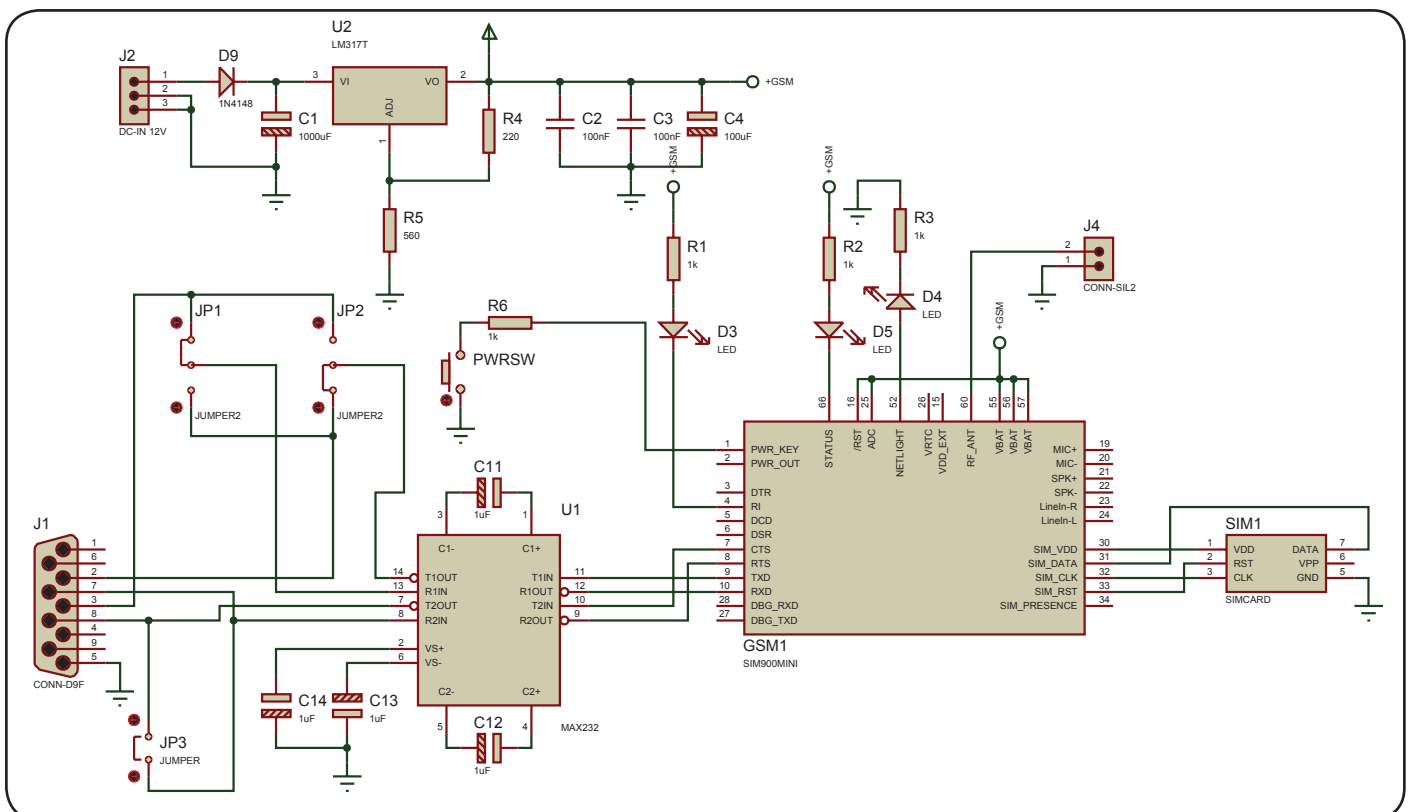 U2
LM317T
J2
1
2
3
DC-IN 12V
D9
1N4148
3
VI
VO
2
ADJ
1
C1
1000uF
R4
220
C2
100nF
C3
100nF
C4
100uF
+GSM
R5
560
+GSM
R1
1k
D3
LED
+GSM
R2
1k
D5
LED
R3
1k
D4
LED
J4
2
1
CONN-SIL2
+GSM
JP1
JUMPER2
JP2
JUMPER2
R6
1k
PWRSW
J1
1
6
2
7
3
8
4
9
5
CONN-D9F
JP3
JUMPER
C14
1uF
C13
1uF
C11
1uF
C12
1uF
U1
MAX232
3
C1-
1
C1+
14
T1OUT
13
R1IN
7
T2OUT
8
R2IN
2
VS+
6
VS-
T1IN
11
R1OUT
12
T2IN
10
R2OUT
9
C2-
5
C2+
4
66
STATUS
16
/RST
25
ADC
52
NETLIGHT
26
VRTC
15
VDD_EXT
60
RF_ANT
55
VBAT
56
VBAT
57
VBAT
1
PWR_KEY
2
PWR_OUT
3
DTR
4
RI
5
DCD
6
DSR
7
CTS
8
RTS
9
TXD
10
RXD
28
DBG_RXD
27
DBG_TXD
MIC+
19
MIC-
20
SPK+
21
SPK-
22
LineIn-R
23
LineIn-L
24
SIM_VDD
30
SIM_DATA
31
SIM_CLK
32
SIM_RST
33
SIM_PRESENCE
34
GSM1
SIM900MINI
SIM1
1
VDD
2
RST
3
CLK
DATA
7
VPP
6
GND
5
SIMCARD